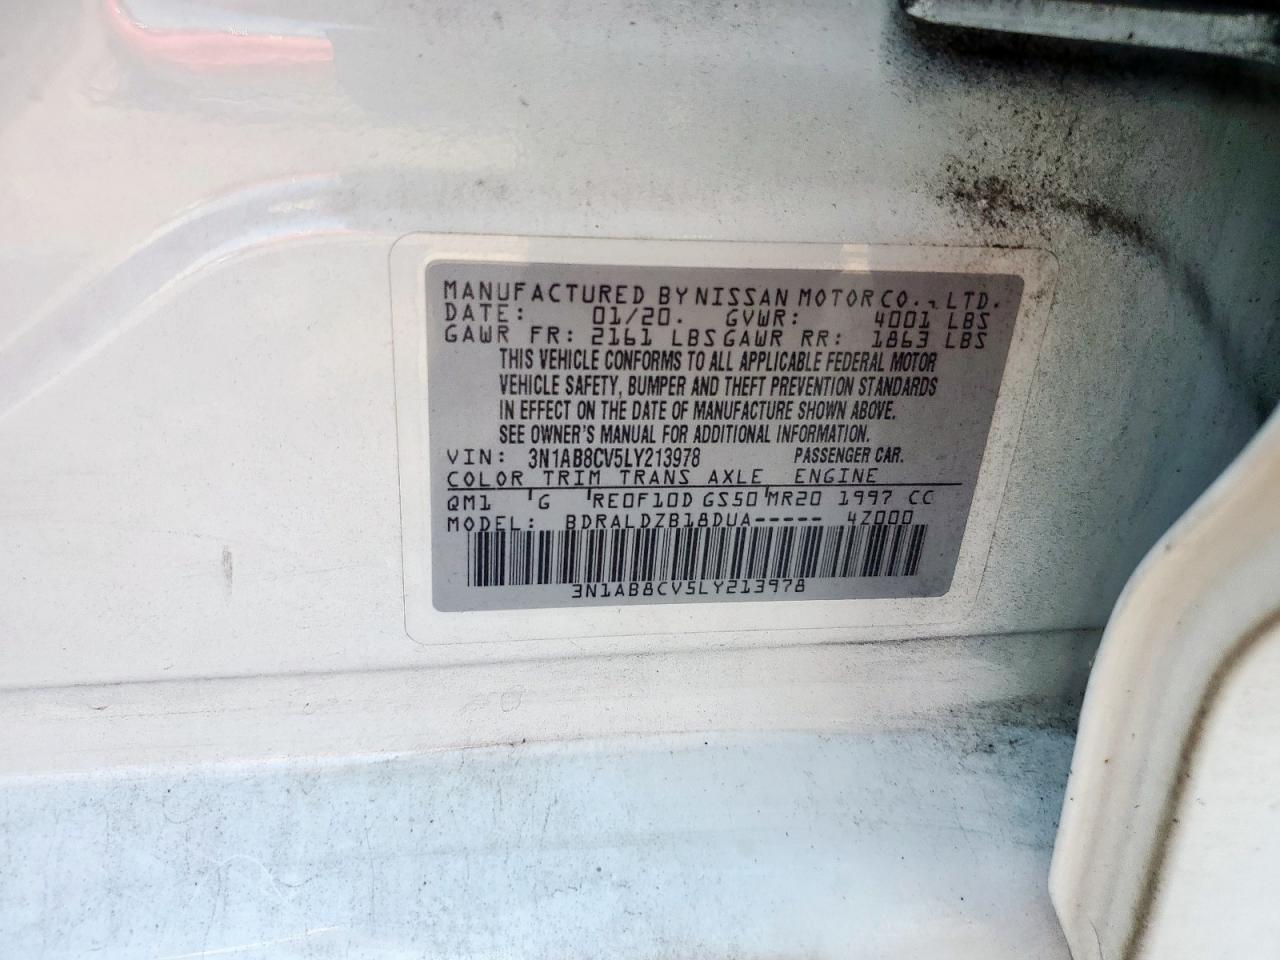 MANUFACTURED BY NISSAN MOTOR CO., LTD.
DATE: 01/20. GVWR: 4001 LBS
GAWR FR: 2161 LBS GAWR RR: 1863 LBS
THIS VEHICLE CONFORMS TO ALL APPLICABLE FEDERAL MOTOR
VEHICLE SAFETY, BUMPER AND THEFT PREVENTION STANDARDS
IN EFFECT ON THE DATE OF MANUFACTURE SHOWN ABOVE.
SEE OWNER'S MANUAL FOR ADDITIONAL INFORMATION.
VIN: 3N1AB8CV5LY213978 PASSENGER CAR.
COLOR TRIM TRANS AXLE ENGINE
QM1 G RE0F10D GS50 MR20 1997 CC
MODEL: BDRALDZB18DUA----- 4Z000
3N1AB8CV5LY213978